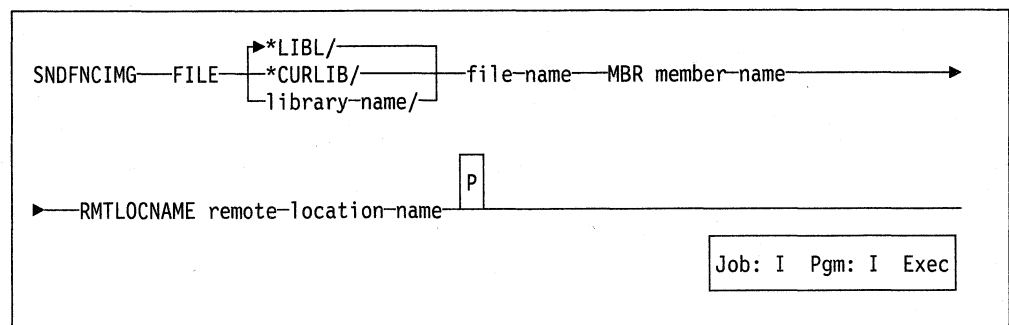 *LIBL/
SNDFNCIMG FILE *CURLIB/ file-name MBR member-name
library-name/
P
RMTLOCNAME remote-location-name
Job: I Pgm: I Exec